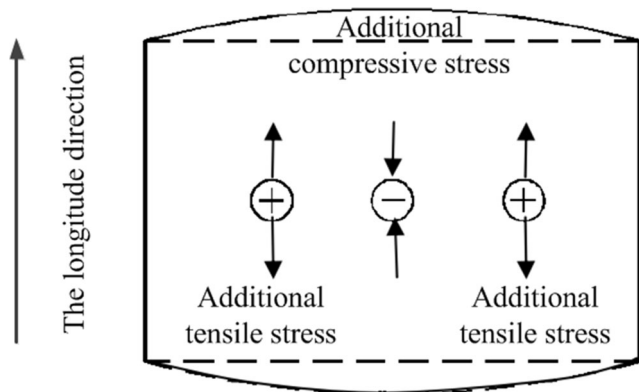 Additional
compressive stress
The longitude direction
+
−
+
Additional
tensile stress
Additional
tensile stress